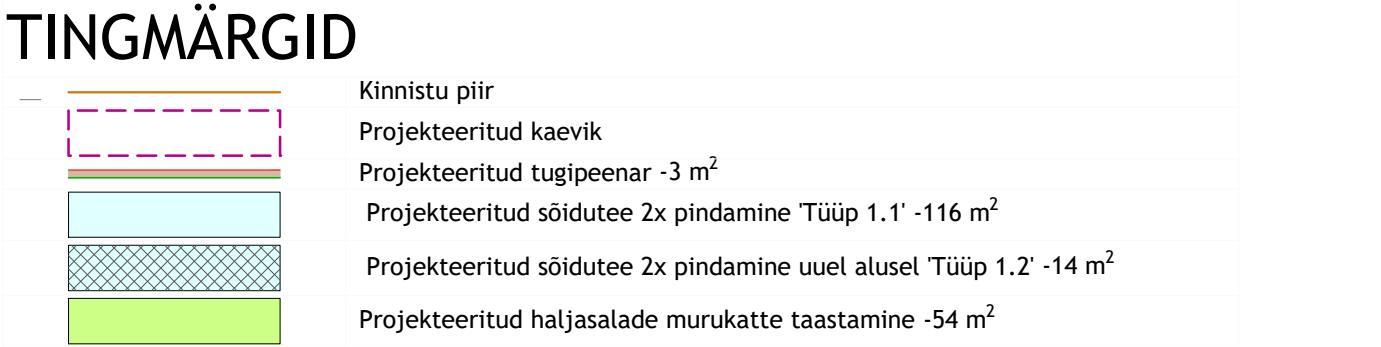 TINGMÄRGID
Kinnistu piir
Projekteeritud kaevik
Projekteeritud tugipeenar -3 m²
Projekteeritud sõidutee 2x pindamine 'Tüüp 1.1' -116 m²
Projekteeritud sõidutee 2x pindamine uuel alusel 'Tüüp 1.2' -14 m²
Projekteeritud haljasalade murukatte taastamine -54 m²